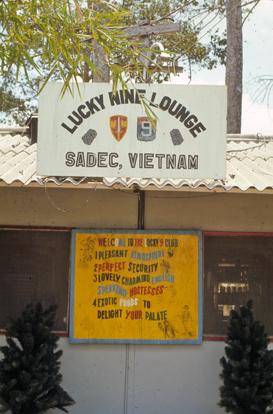 LUCKY NINE LOUNGE
9
SADEC, VIETNAM
WELCOME TO THE LUCKY 9 CLUB
1 PLEASANT ATMOSPHERE
2 PERFECT SECURITY
3 LOVELY CHARMING ENGLISH
SPEAKING HOSTESSES
4 EXOTIC FOODS TO
DELIGHT YOUR PALATE